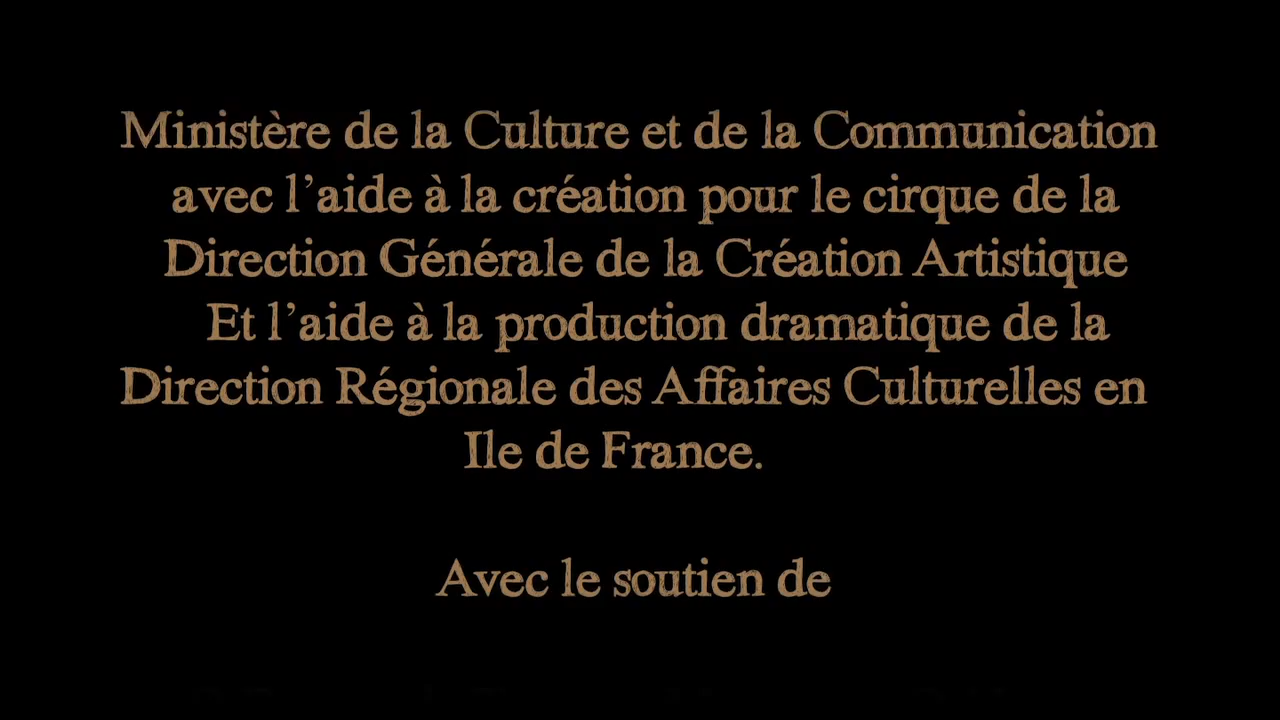 Ministère de la Culture et de la Communication
avec l’aide à la création pour le cirque de la
Direction Générale de la Création Artistique
Et l’aide à la production dramatique de la
Direction Régionale des Affaires Culturelles en
Ile de France.
Avec le soutien de